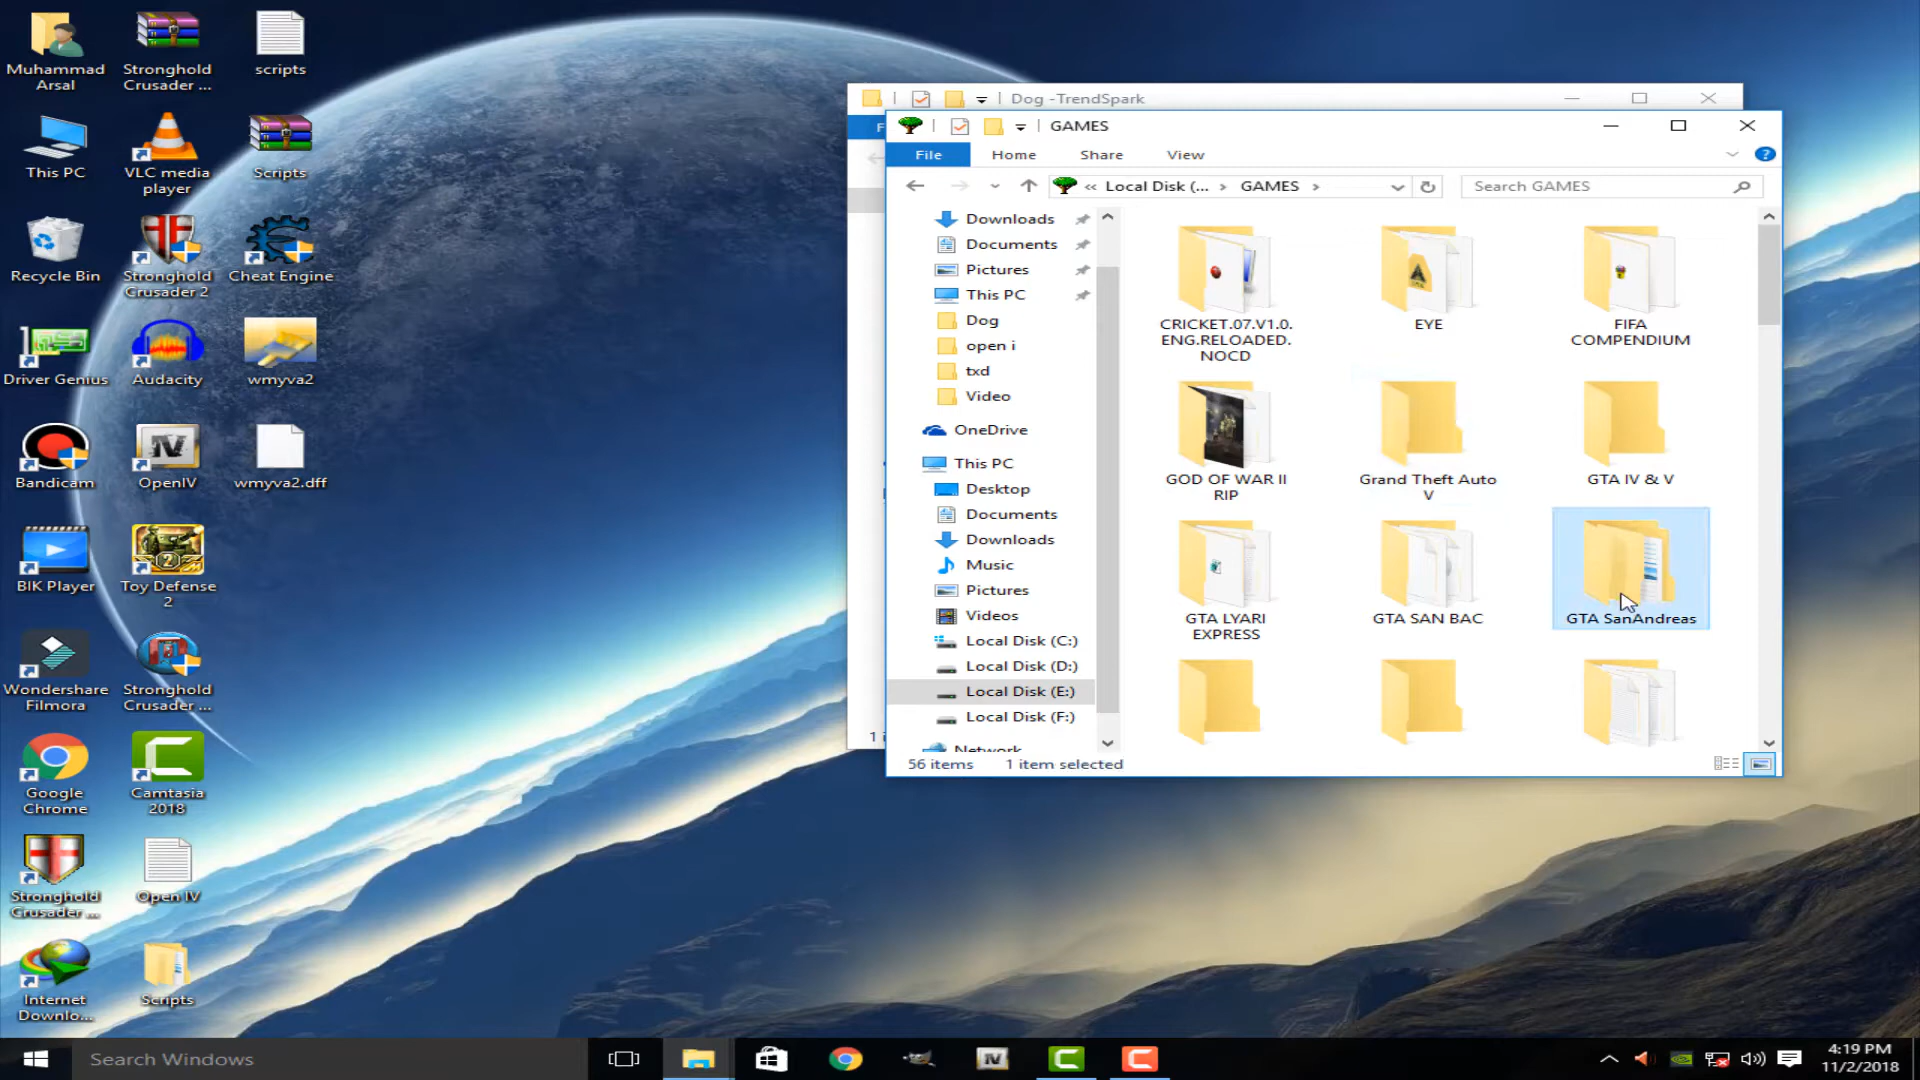 Muhammad
Arsal
Stronghold
Crusader ...
scripts
This PC
VLC media
player
Scripts
Recycle Bin
Stronghold
Crusader 2
Cheat Engine
Driver Genius
Audacity
wmyva2
Bandicam
OpenIV
wmyva2.dff
BIK Player
Toy Defense
2
Wondershare
Filmora
Stronghold
Crusader ...
Google
Chrome
Camtasia
2018
Stronghold
Crusader ...
Open IV
Internet
Downlo...
Scripts
Dog -TrendSpark
GAMES
File
Home
Share
View
« Local Disk (... > GAMES >
Search GAMES
Downloads
Documents
Pictures
This PC
Dog
open i
txd
Video
OneDrive
This PC
Desktop
Documents
Downloads
Music
Pictures
Videos
Local Disk (C:)
Local Disk (D:)
Local Disk (E:)
Local Disk (F:)
Network
CRICKET.07.V1.0.
ENG.RELOADED.
NOCD
EYE
FIFA
COMPENDIUM
GOD OF WAR II
RIP
Grand Theft Auto
V
GTA IV & V
GTA LYARI
EXPRESS
GTA SAN BAC
GTA SanAndreas
56 items
1 item selected
Search Windows
4:19 PM
11/2/2018